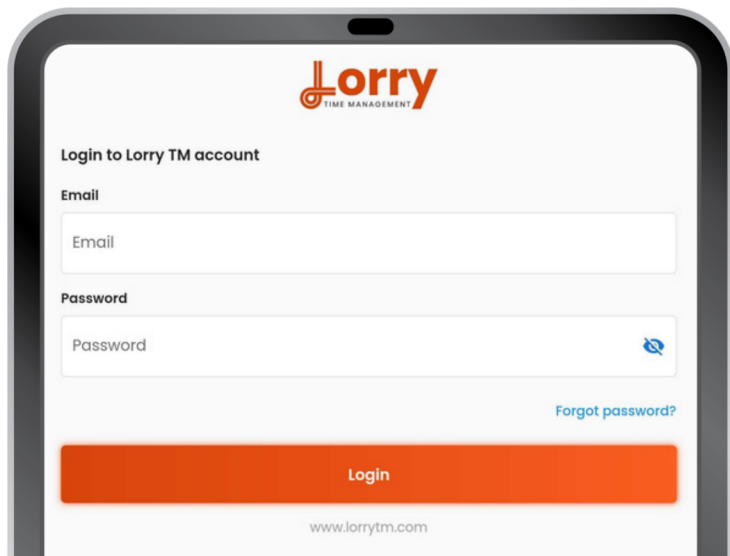 Lorry
TIME MANAGEMENT
Login to Lorry TM account
Email
Email
Password
Password
Forgot password?
Login
www.lorrytm.com